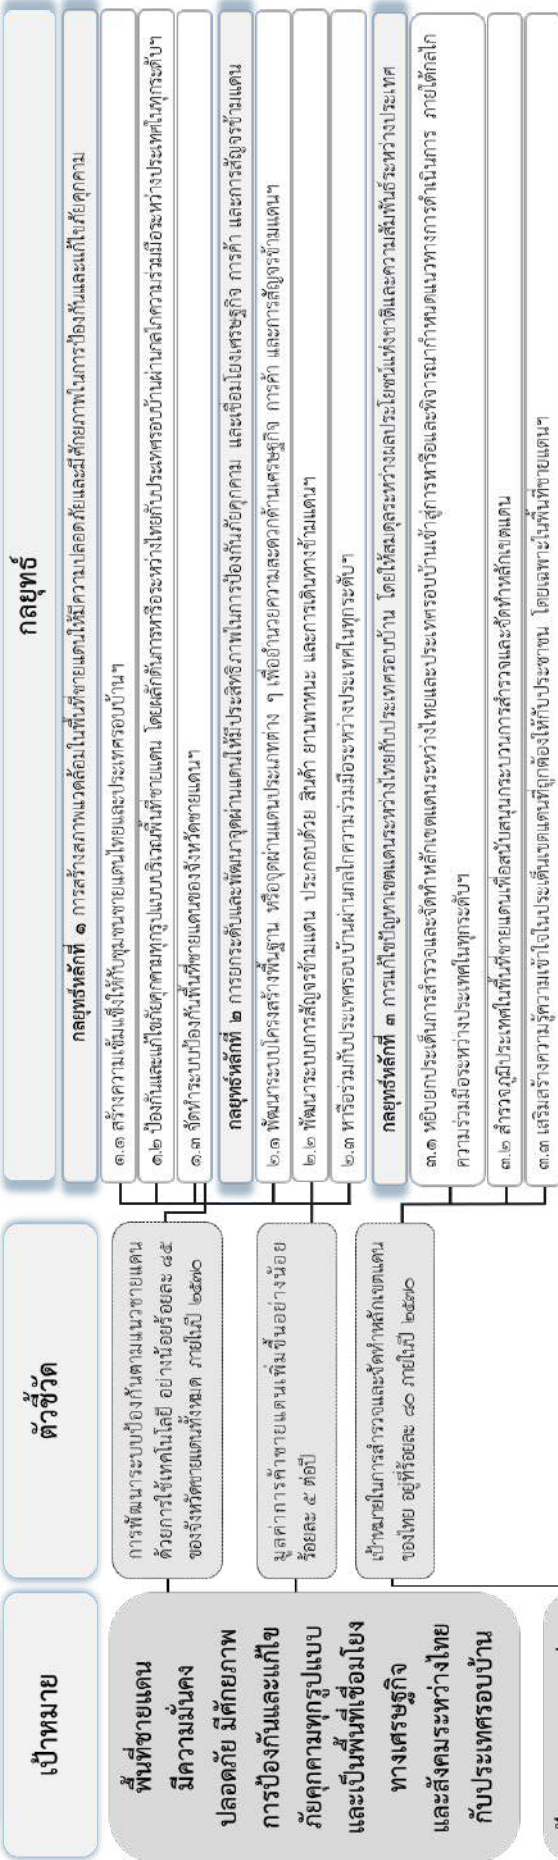 เป้าหมาย
ตัวชี้วัด
กลยุทธ์
พื้นที่ชายแดน
มีความมั่นคง
ปลอดภัย มีศักยภาพ
การป้องกันและแก้ไข
ภัยคุกคามทุกรูปแบบ
และเป็นพื้นที่เชื่อมโยง
ทางเศรษฐกิจ
และสังคมระหว่างไทย
กับประเทศรอบบ้าน
การพัฒนาระบบป้องกันตามแนวชายแดน
ด้วยการใช้เทคโนโลยี อย่างน้อยร้อยละ ๘๕
ของจังหวัดชายแดนทั้งหมด ภายในปี ๒๕๗๐
มูลค่าการค้าชายแดนเพิ่มขึ้นอย่างน้อย
ร้อยละ ๕ ต่อปี
เป้าหมายในการสำรวจและจัดทำหลักเขตแดน
ของไทย อยู่ที่ร้อยละ ๘๐ ภายในปี ๒๕๗๐
กลยุทธ์หลักที่ ๑ การสร้างสภาพแวดล้อมในพื้นที่ชายแดนให้มีความปลอดภัยและมีศักยภาพในการป้องกันและแก้ไขภัยคุกคาม
๑.๑ สร้างความเข้มแข็งให้กับชุมชนชายแดนไทยและประเทศรอบบ้านฯ
๑.๒ ป้องกันและแก้ไขภัยคุกคามทุกรูปแบบบริเวณพื้นที่ชายแดน โดยผลักดันการหารือระหว่างไทยกับประเทศรอบบ้านผ่านกลไกความร่วมมือระหว่างประเทศในทุกระดับฯ
๑.๓ จัดทำระบบป้องกันพื้นที่ชายแดนของจังหวัดชายแดนฯ
กลยุทธ์หลักที่ ๒ การยกระดับและพัฒนาจุดผ่านแดนให้มีประสิทธิภาพในการป้องกันภัยคุกคาม และเชื่อมโยงเศรษฐกิจ การค้า และการสัญจรข้ามแดน
๒.๑ พัฒนาระบบโครงสร้างพื้นฐาน หรือจุดผ่านแดนประเภทต่าง ๆ เพื่ออำนวยความสะดวกด้านเศรษฐกิจ การค้า และการสัญจรข้ามแดนฯ
๒.๒ พัฒนาระบบการสัญจรข้ามแดน ประกอบด้วย สินค้า ยานพาหนะ และการเดินทางข้ามแดนฯ
๒.๓ หารือร่วมกับประเทศรอบบ้านผ่านกลไกความร่วมมือระหว่างประเทศในทุกระดับฯ
กลยุทธ์หลักที่ ๓ การแก้ไขปัญหาเขตแดนระหว่างไทยกับประเทศรอบบ้าน โดยให้สมดุลระหว่างผลประโยชน์แห่งชาติและความสัมพันธ์ระหว่างประเทศ
๓.๑ หยิบยกประเด็นการสำรวจและจัดทำหลักเขตแดนระหว่างไทยและประเทศรอบบ้านเข้าสู่การหารือและพิจารณากำหนดแนวทางการดำเนินการ ภายใต้กลไก
ความร่วมมือระหว่างประเทศในทุกระดับฯ
๓.๒ สำรวจภูมิประเทศในพื้นที่ชายแดนเพื่อสนับสนุนกระบวนการสำรวจและจัดทำหลักเขตแดน
๓.๓ เสริมสร้างความรู้ความเข้าใจในประเด็นเขตแดนที่ถูกต้องให้กับประชาชน โดยเฉพาะในพื้นที่ชายแดนฯ